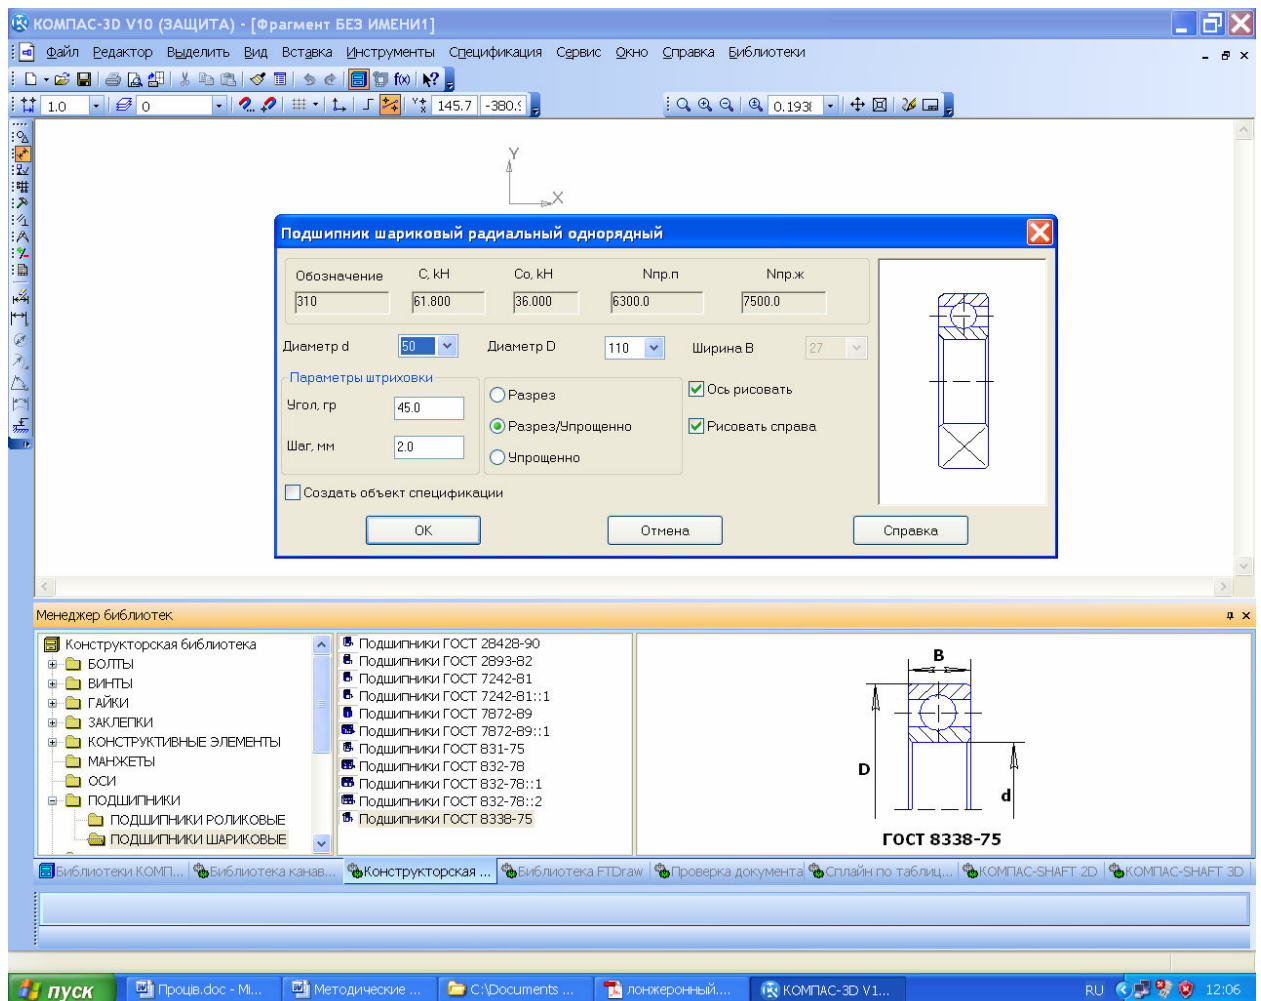 КОМПАС-3D V10 (ЗАЩИТА) - [Фрагмент БЕЗ ИМЕНИ1]
Файл Редактор Выделить Вид Вставка Инструменты Спецификация Сервис Окно Справка Библиотеки
f(x)
1.0 0 145.7 -380.9 0.193
Y
X
Подшипник шариковый радиальный однорядный
Обозначение C, kH Co, kH Nпр.п Nпр.ж
310 61.800 36.000 6300.0 7500.0
Диаметр d 50 Диаметр D 110 Ширина B 27
Параметры штриховки
Угол, гр 45.0
Шаг, мм 2.0
Разрез
Разрез/Упрощенно
Упрощенно
Ось рисовать
Рисовать справа
Создать объект спецификации
OK Отмена Справка
Менеджер библиотек
Конструкторская библиотека
БОЛТЫ
ВИНТЫ
ГАЙКИ
ЗАКЛЕПКИ
КОНСТРУКТИВНЫЕ ЭЛЕМЕНТЫ
МАНЖЕТЫ
ОСИ
ПОДШИПНИКИ
ПОДШИПНИКИ РОЛИКОВЫЕ
ПОДШИПНИКИ ШАРИКОВЫЕ
Подшипники ГОСТ 28428-90
Подшипники ГОСТ 2893-82
Подшипники ГОСТ 7242-81
Подшипники ГОСТ 7242-81::1
Подшипники ГОСТ 7872-89
Подшипники ГОСТ 7872-89::1
Подшипники ГОСТ 831-75
Подшипники ГОСТ 832-78
Подшипники ГОСТ 832-78::1
Подшипники ГОСТ 832-78::2
Подшипники ГОСТ 8338-75
B
D
d
ГОСТ 8338-75
Библиотеки КОМП... Библиотека канав... Конструкторская ... Библиотека FTDraw Проверка документа Сплайн по таблиц... КОМПАС-SHAFT 2D КОМПАС-SHAFT 3D
пуск Проців.doc - Mi... Методические ... C:\Documents ... лонжеронный.... КОМПАС-3D V1... RU 12:06